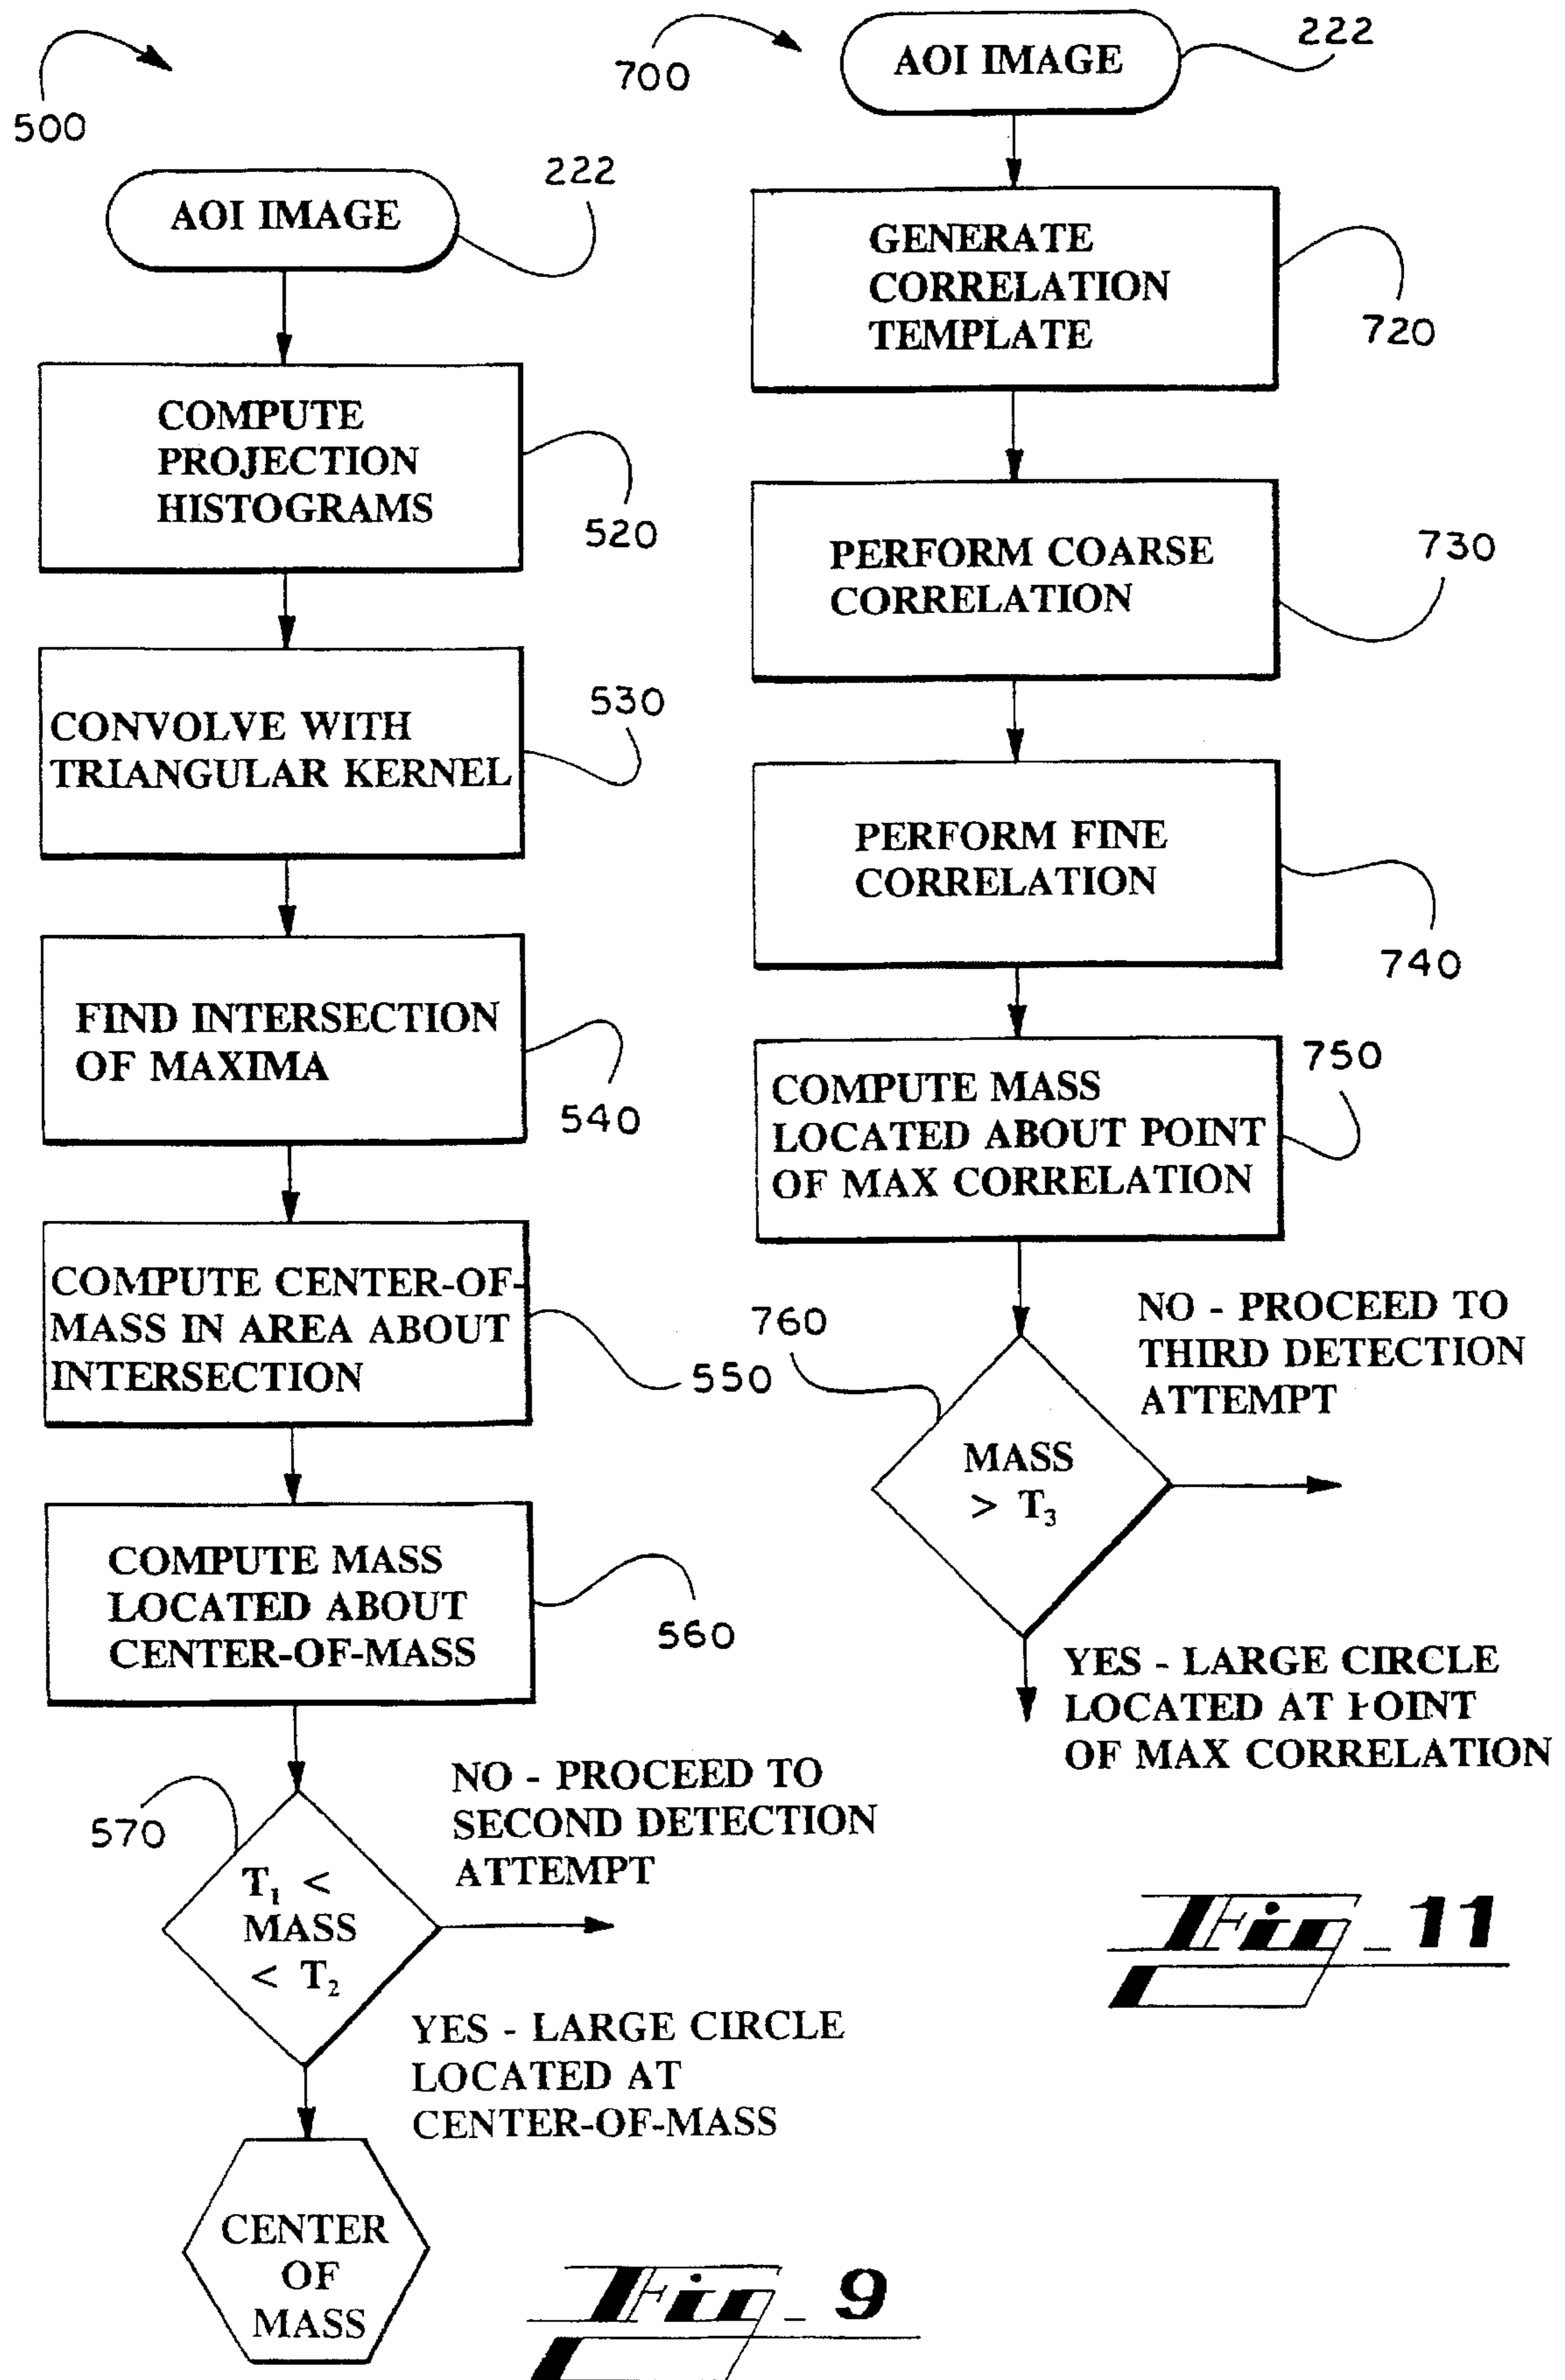 500
AOI IMAGE
222
COMPUTE
PROJECTION
HISTOGRAMS
520
CONVOLVE WITH
TRIANGULAR KERNEL
530
FIND INTERSECTION
OF MAXIMA
540
COMPUTE CENTER-OF-
MASS IN AREA ABOUT
INTERSECTION
550
COMPUTE MASS
LOCATED ABOUT
CENTER-OF-MASS
560
570
T₁ <
MASS
< T₂
NO - PROCEED TO
SECOND DETECTION
ATTEMPT
YES - LARGE CIRCLE
LOCATED AT
CENTER-OF-MASS
CENTER
OF
MASS
Fig_9
700
AOI IMAGE
222
GENERATE
CORRELATION
TEMPLATE
720
PERFORM COARSE
CORRELATION
730
PERFORM FINE
CORRELATION
740
COMPUTE MASS
LOCATED ABOUT POINT
OF MAX CORRELATION
750
760
MASS
> T₃
NO - PROCEED TO
THIRD DETECTION
ATTEMPT
YES - LARGE CIRCLE
LOCATED AT POINT
OF MAX CORRELATION
Fig_11